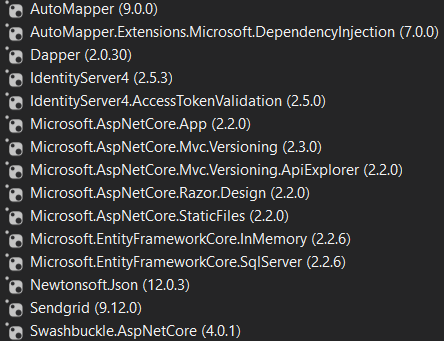 AutoMapper (9.0.0)
AutoMapper.Extensions.Microsoft.DependencyInjection (7.0.0)
Dapper (2.0.30)
IdentityServer4 (2.5.3)
IdentityServer4.AccessTokenValidation (2.5.0)
Microsoft.AspNetCore.App (2.2.0)
Microsoft.AspNetCore.Mvc.Versioning (2.3.0)
Microsoft.AspNetCore.Mvc.Versioning.ApiExplorer (2.2.0)
Microsoft.AspNetCore.Razor.Design (2.2.0)
Microsoft.AspNetCore.StaticFiles (2.2.0)
Microsoft.EntityFrameworkCore.InMemory (2.2.6)
Microsoft.EntityFrameworkCore.SqlServer (2.2.6)
Newtonsoft.Json (12.0.3)
Sendgrid (9.12.0)
Swashbuckle.AspNetCore (4.0.1)